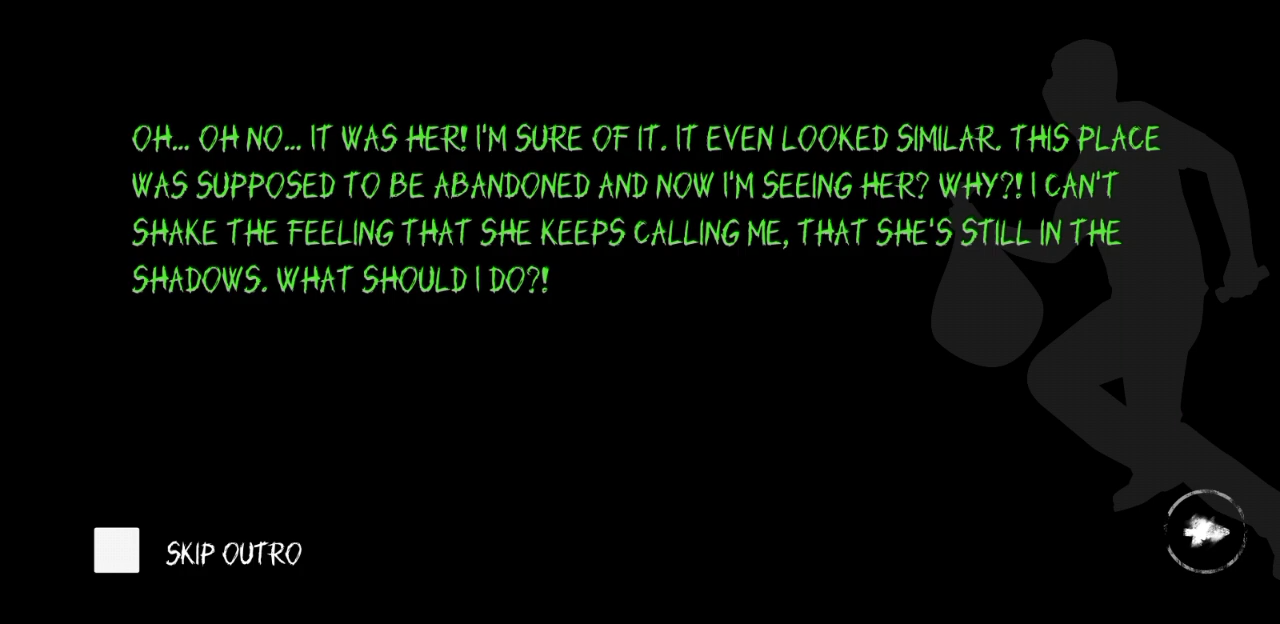 OH... OH NO... IT WAS HER! I'M SURE OF IT. IT EVEN LOOKED SIMILAR. THIS PLACE
WAS SUPPOSED TO BE ABANDONED AND NOW I'M SEEING HER? WHY?! I CAN'T
SHAKE THE FEELING THAT SHE KEEPS CALLING ME, THAT SHE'S STILL IN THE
SHADOWS. WHAT SHOULD I DO?!
SKIP OUTRO